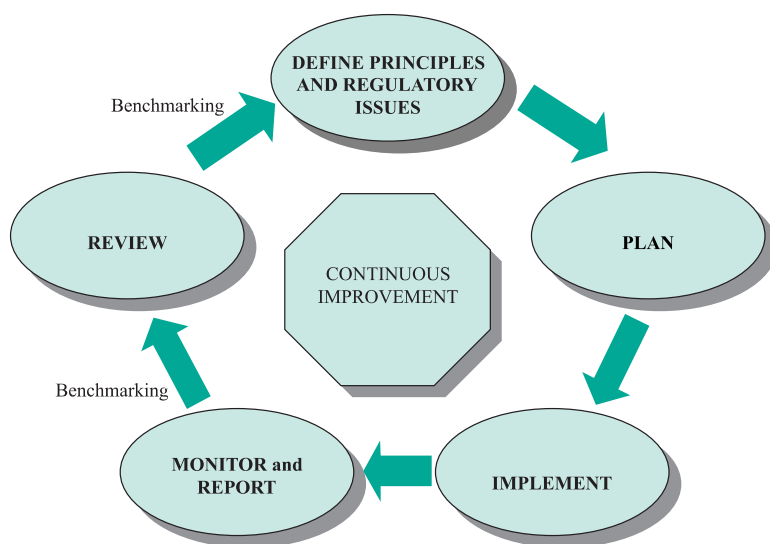 DEFINE PRINCIPLES
AND REGULATORY
ISSUES
Benchmarking
REVIEW
PLAN
CONTINUOUS
IMPROVEMENT
Benchmarking
MONITOR and
REPORT
IMPLEMENT